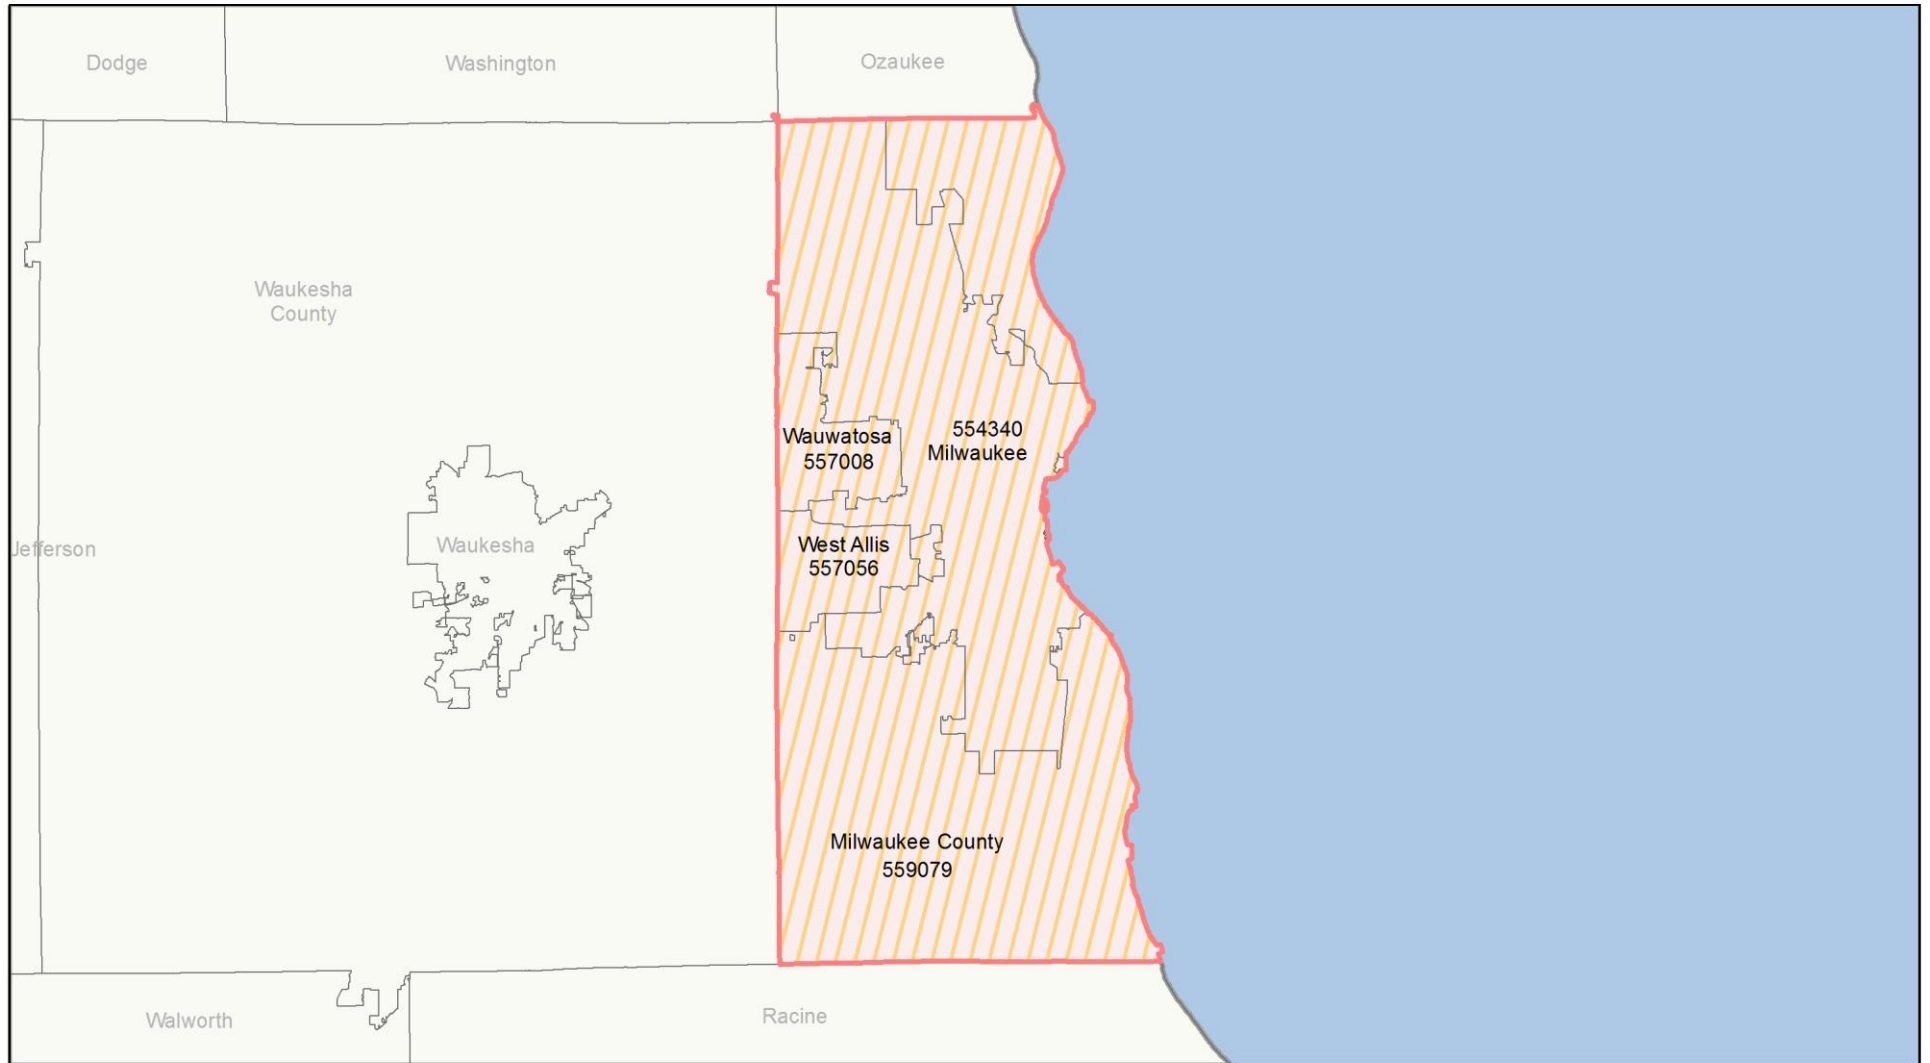 Dodge
Washington
Ozaukee
Waukesha
County
Wauwatosa
557008
554340
Milwaukee
Jefferson
Waukesha
West Allis
557056
Milwaukee County
559079
Walworth
Racine